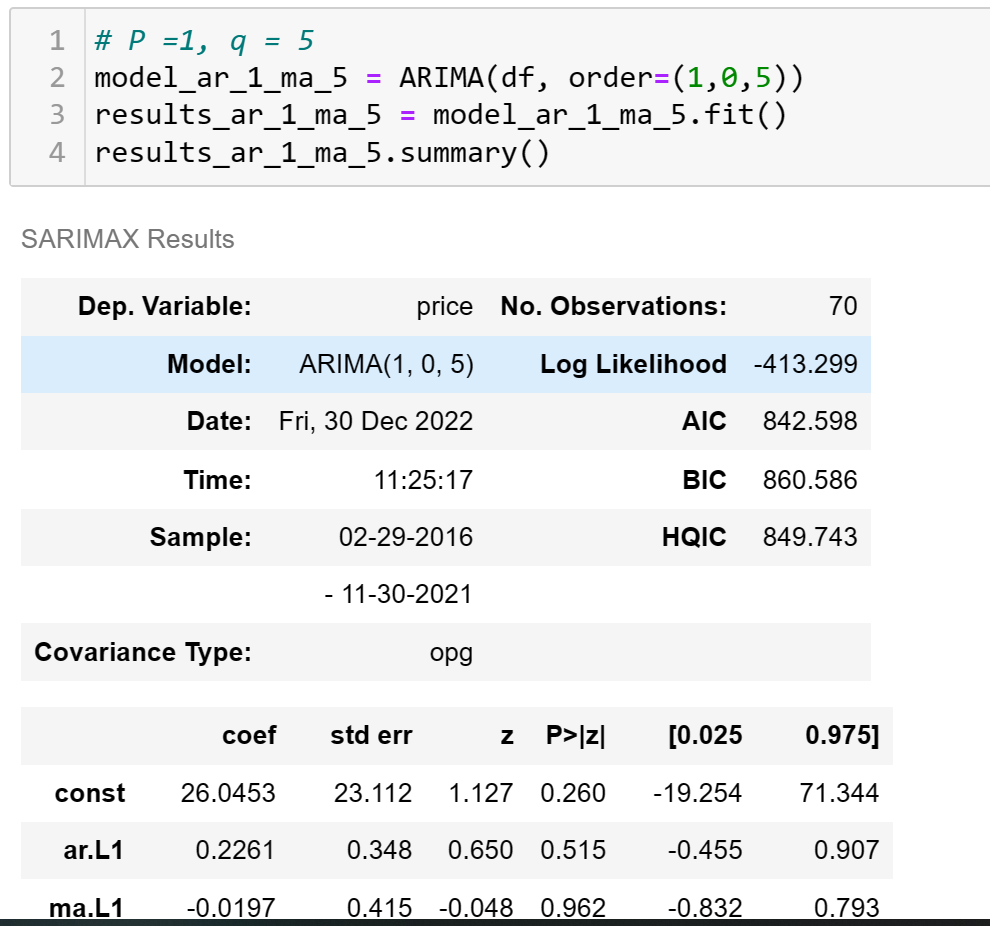 1 # P =1, q = 5
2 model_ar_1_ma_5 = ARIMA(df, order=(1,0,5))
3 results_ar_1_ma_5 = model_ar_1_ma_5.fit()
4 results_ar_1_ma_5.summary()
SARIMAX Results
Dep. Variable: price No. Observations: 70
Model: ARIMA(1, 0, 5) Log Likelihood -413.299
Date: Fri, 30 Dec 2022 AIC 842.598
Time: 11:25:17 BIC 860.586
Sample: 02-29-2016 HQIC 849.743
- 11-30-2021
Covariance Type: opg
coef std err z P>|z| [0.025 0.975]
const 26.0453 23.112 1.127 0.260 -19.254 71.344
ar.L1 0.2261 0.348 0.650 0.515 -0.455 0.907
ma.L1 -0.0197 0.415 -0.048 0.962 -0.832 0.793